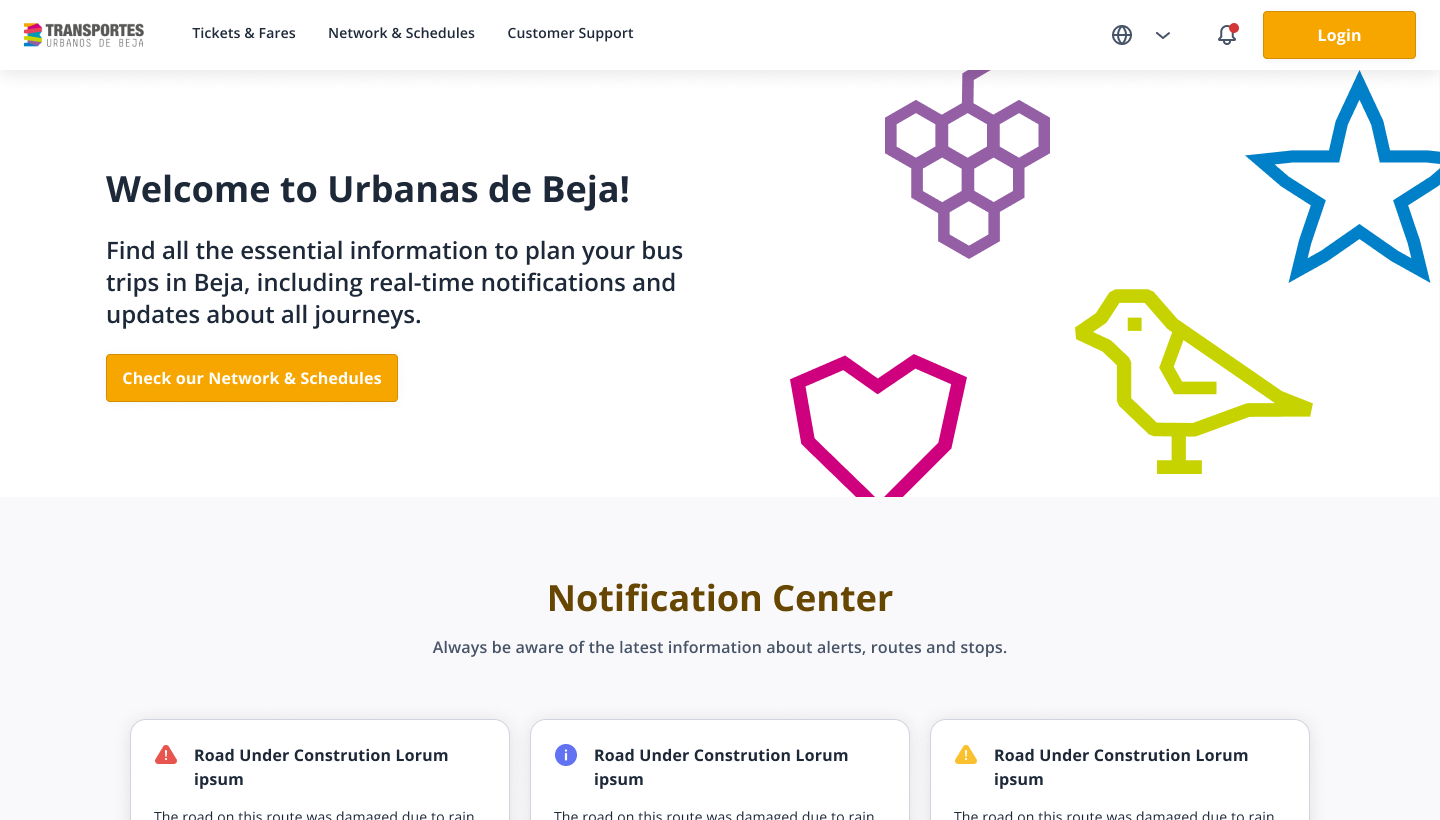 TRANSPORTES
URBANOS DE BEJA
Tickets & Fares
Network & Schedules
Customer Support
Login
Welcome to Urbanas de Beja!
Find all the essential information to plan your bus
trips in Beja, including real-time notifications and
updates about all journeys.
Check our Network & Schedules
Notification Center
Always be aware of the latest information about alerts, routes and stops.
Road Under Constrution Lorum
ipsum
The road on this route was damaged due to rain
Road Under Constrution Lorum
ipsum
The road on this route was damaged due to rain
Road Under Constrution Lorum
ipsum
The road on this route was damaged due to rain